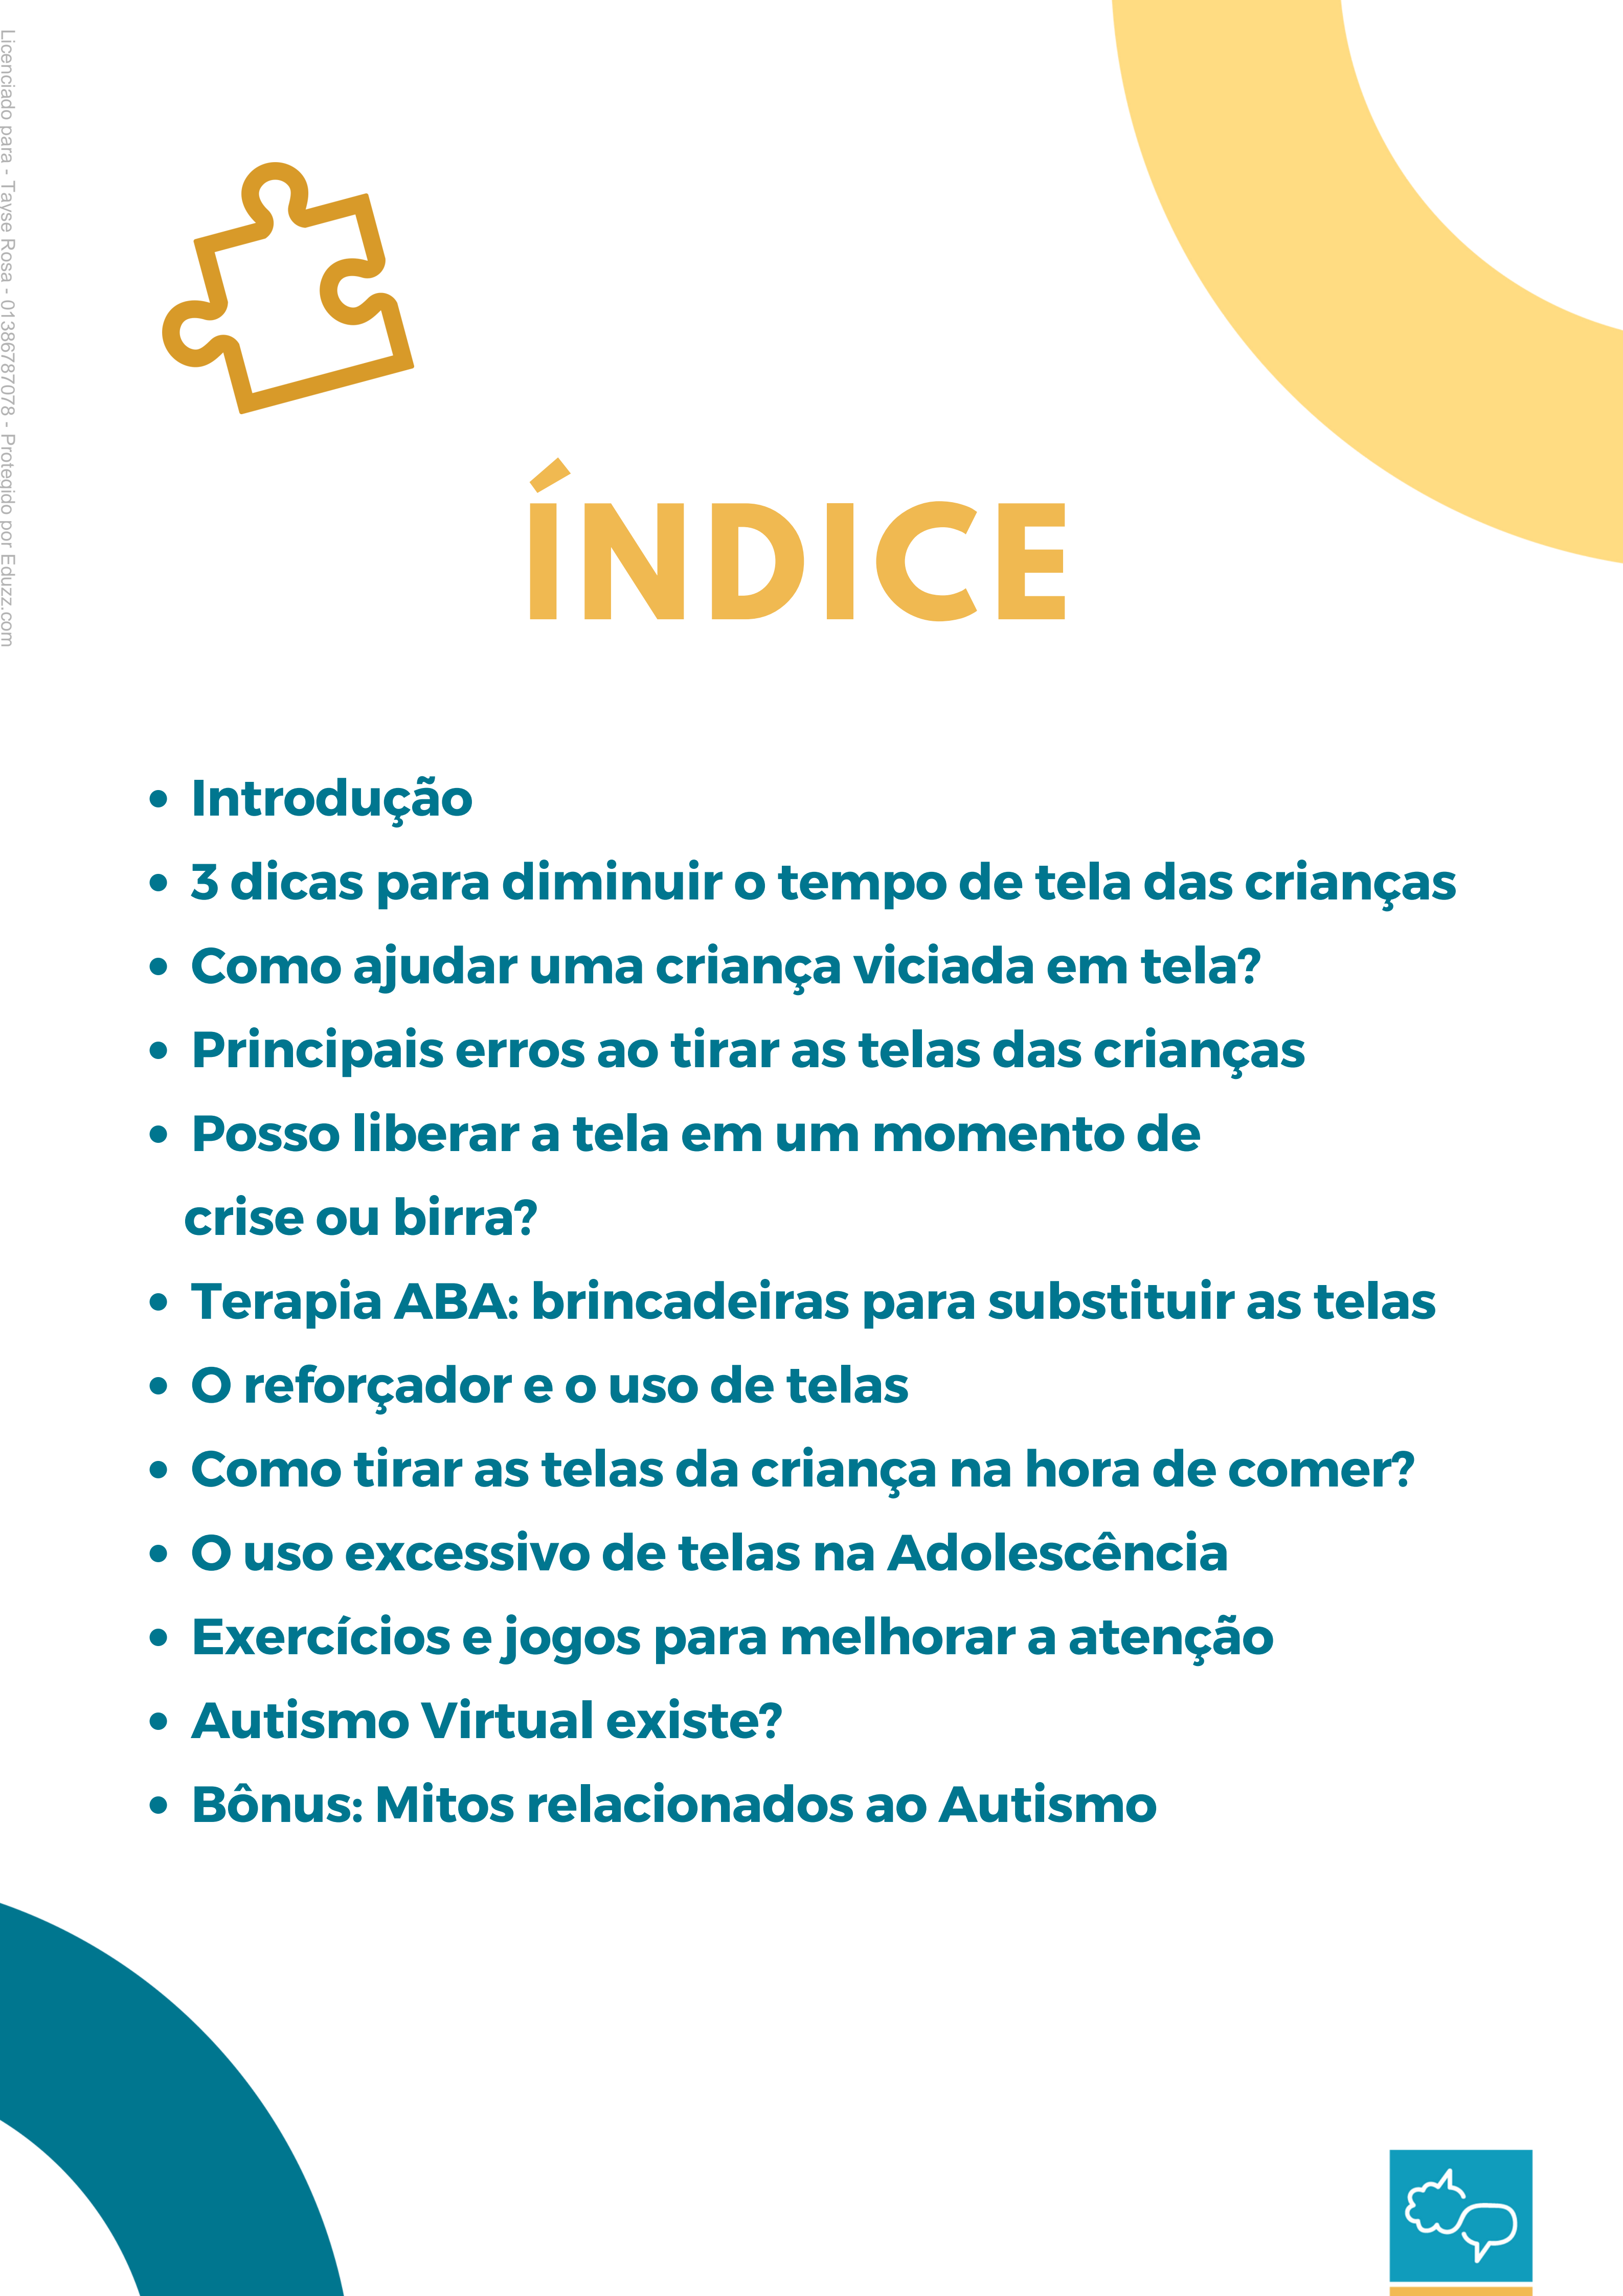 Licenciado para - Tayse Rosa - 01386787078 - Protegido por Eduzz.com
ÍNDICE
• Introdução
• 3 dicas para diminuir o tempo de tela das crianças
• Como ajudar uma criança viciada em tela?
• Principais erros ao tirar as telas das crianças
• Posso liberar a tela em um momento de
crise ou birra?
• Terapia ABA: brincadeiras para substituir as telas
• O reforçador e o uso de telas
• Como tirar as telas da criança na hora de comer?
• O uso excessivo de telas na Adolescência
• Exercícios e jogos para melhorar a atenção
• Autismo Virtual existe?
• Bônus: Mitos relacionados ao Autismo